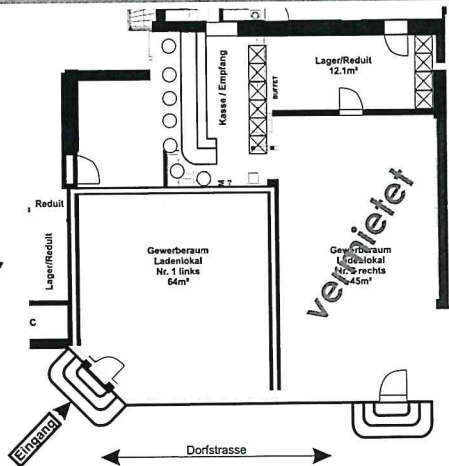 Lager/Reduit
12.1m²
Kasse / Empfang
BUFFET
Reduit
Lager/Reduit
C
Gewerberaum
Ladenlokal
Nr. 1 links
64m²
Gewerberaum
Ladenlokal
rechts
45m²
vermietet
Eingang
Dorfstrasse